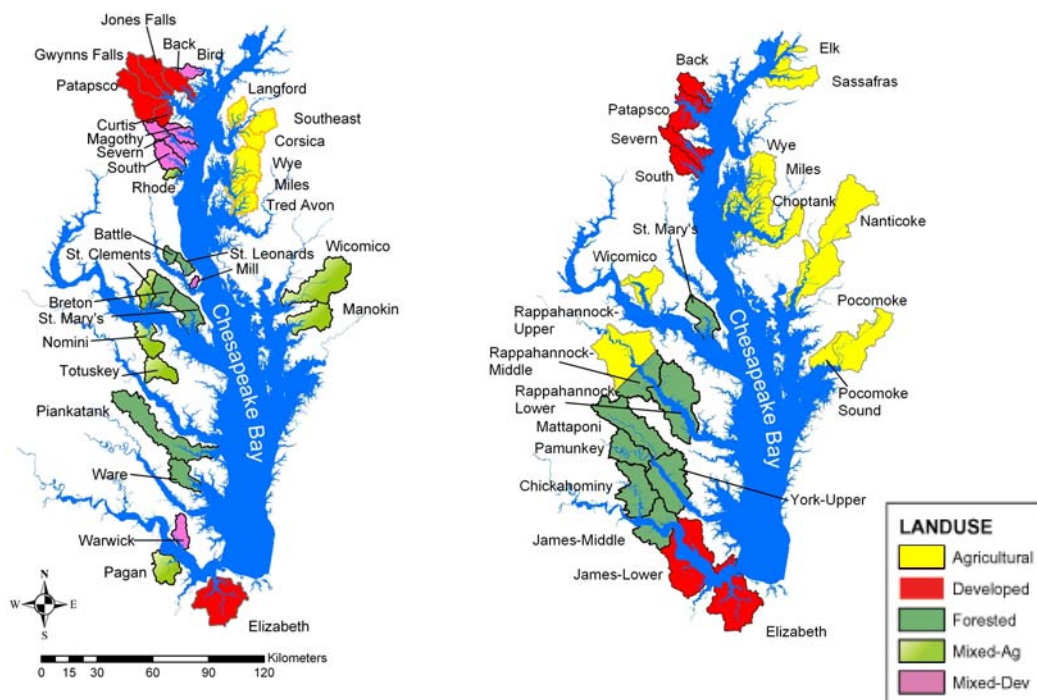 Jones Falls
Back
Bird
Gwynns Falls
Patapsco
Langford
Southeast
Curtis
Magothy
Severn
South
Corsica
Wye
Rhode
Miles
Tred Avon
Battle
St. Leonards
Wicomico
St. Clements
Mill
Breton
St. Mary's
Manokin
Nomini
Totuskey
Chesapeake Bay
Piankatank
Ware
Warwick
Pagan
Elizabeth
N
W
E
S
Kilometers
0 15 30 60 90 120
Elk
Back
Sassafras
Patapsco
Severn
Wye
South
Miles
Choptank
Nanticoke
St. Mary's
Wicomico
Rappahannock-
Upper
Pocomoke
Rappahannock-
Middle
Chesapeake Bay
Rappahannock-
Lower
Pocomoke
Sound
Mattaponi
Pamunkey
Chickahominy
York-Upper
James-Middle
James-Lower
Elizabeth
LANDUSE
Agricultural
Developed
Forested
Mixed-Ag
Mixed-Dev